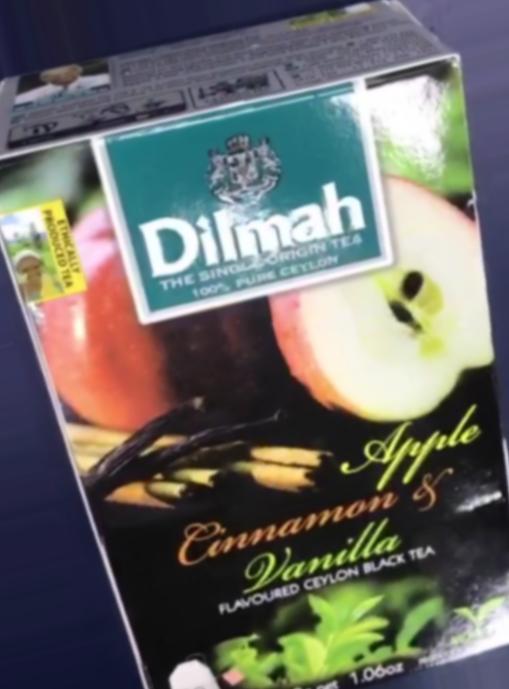 Dilmah
THE SINGLE ORIGIN TEA
100% PURE CEYLON
ETHICALLY
PRODUCED TEA
Apple
Cinnamon &
Vanilla
FLAVOURED CEYLON BLACK TEA
1.06oz